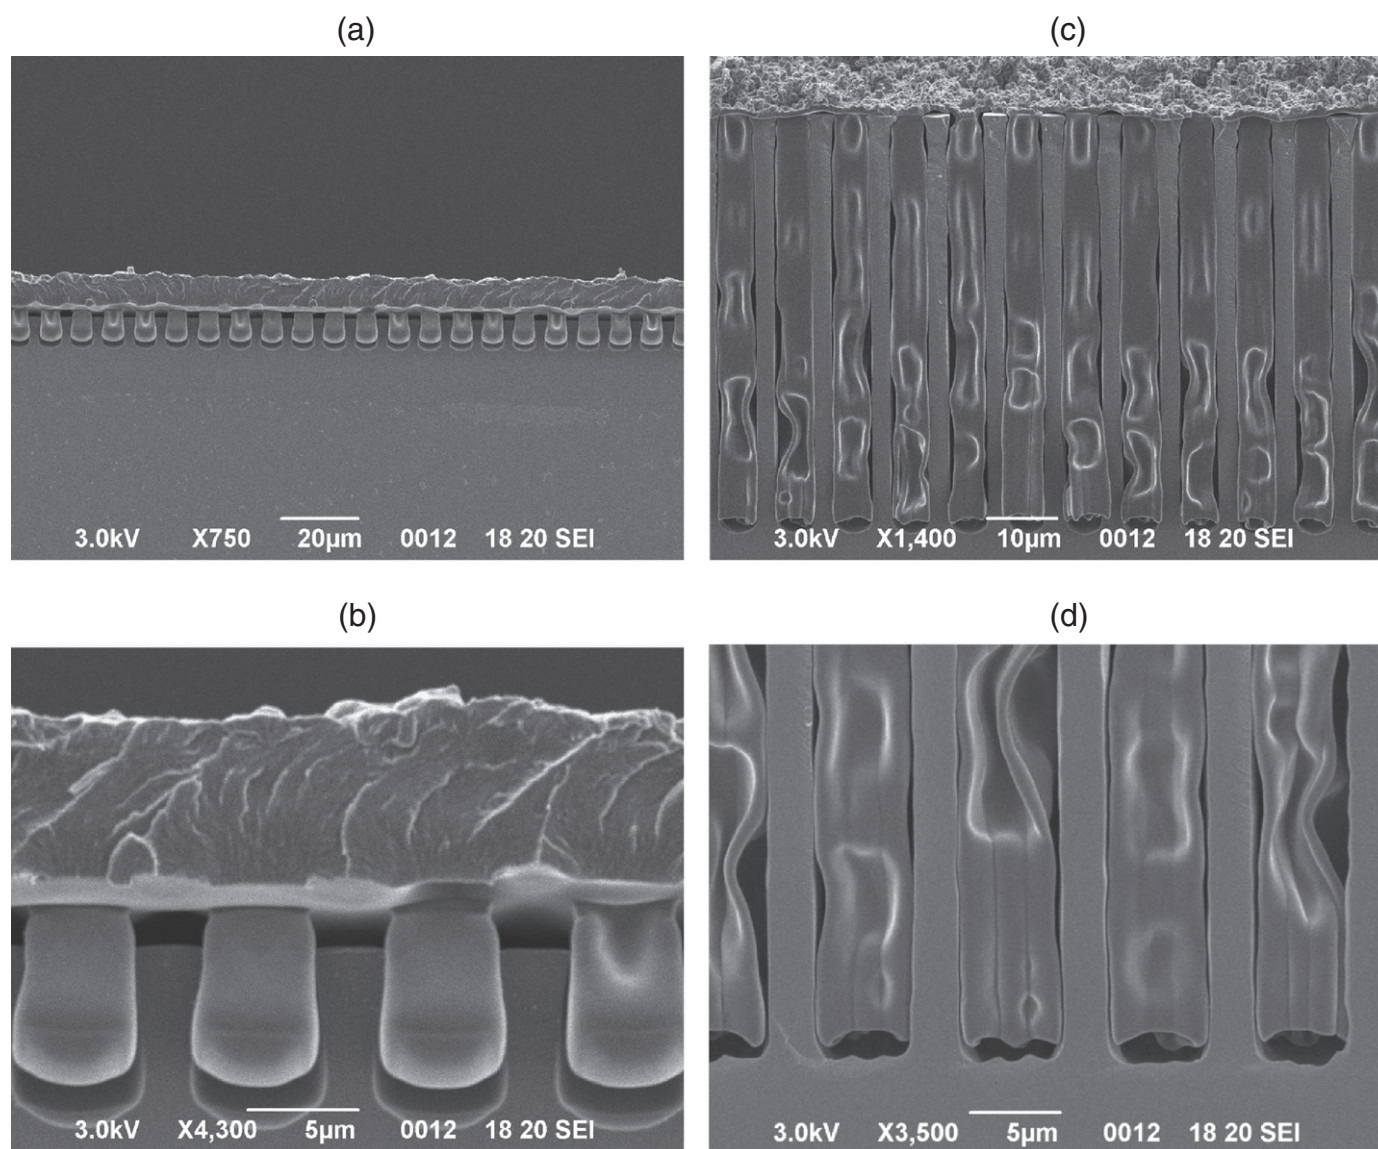 (a)
(c)
3.0kV X750 20µm 0012 18 20 SEI
3.0kV X1,400 10µm 0012 18 20 SEI
(b)
(d)
3.0kV X4,300 5µm 0012 18 20 SEI
3.0kV X3,500 5µm 0012 18 20 SEI